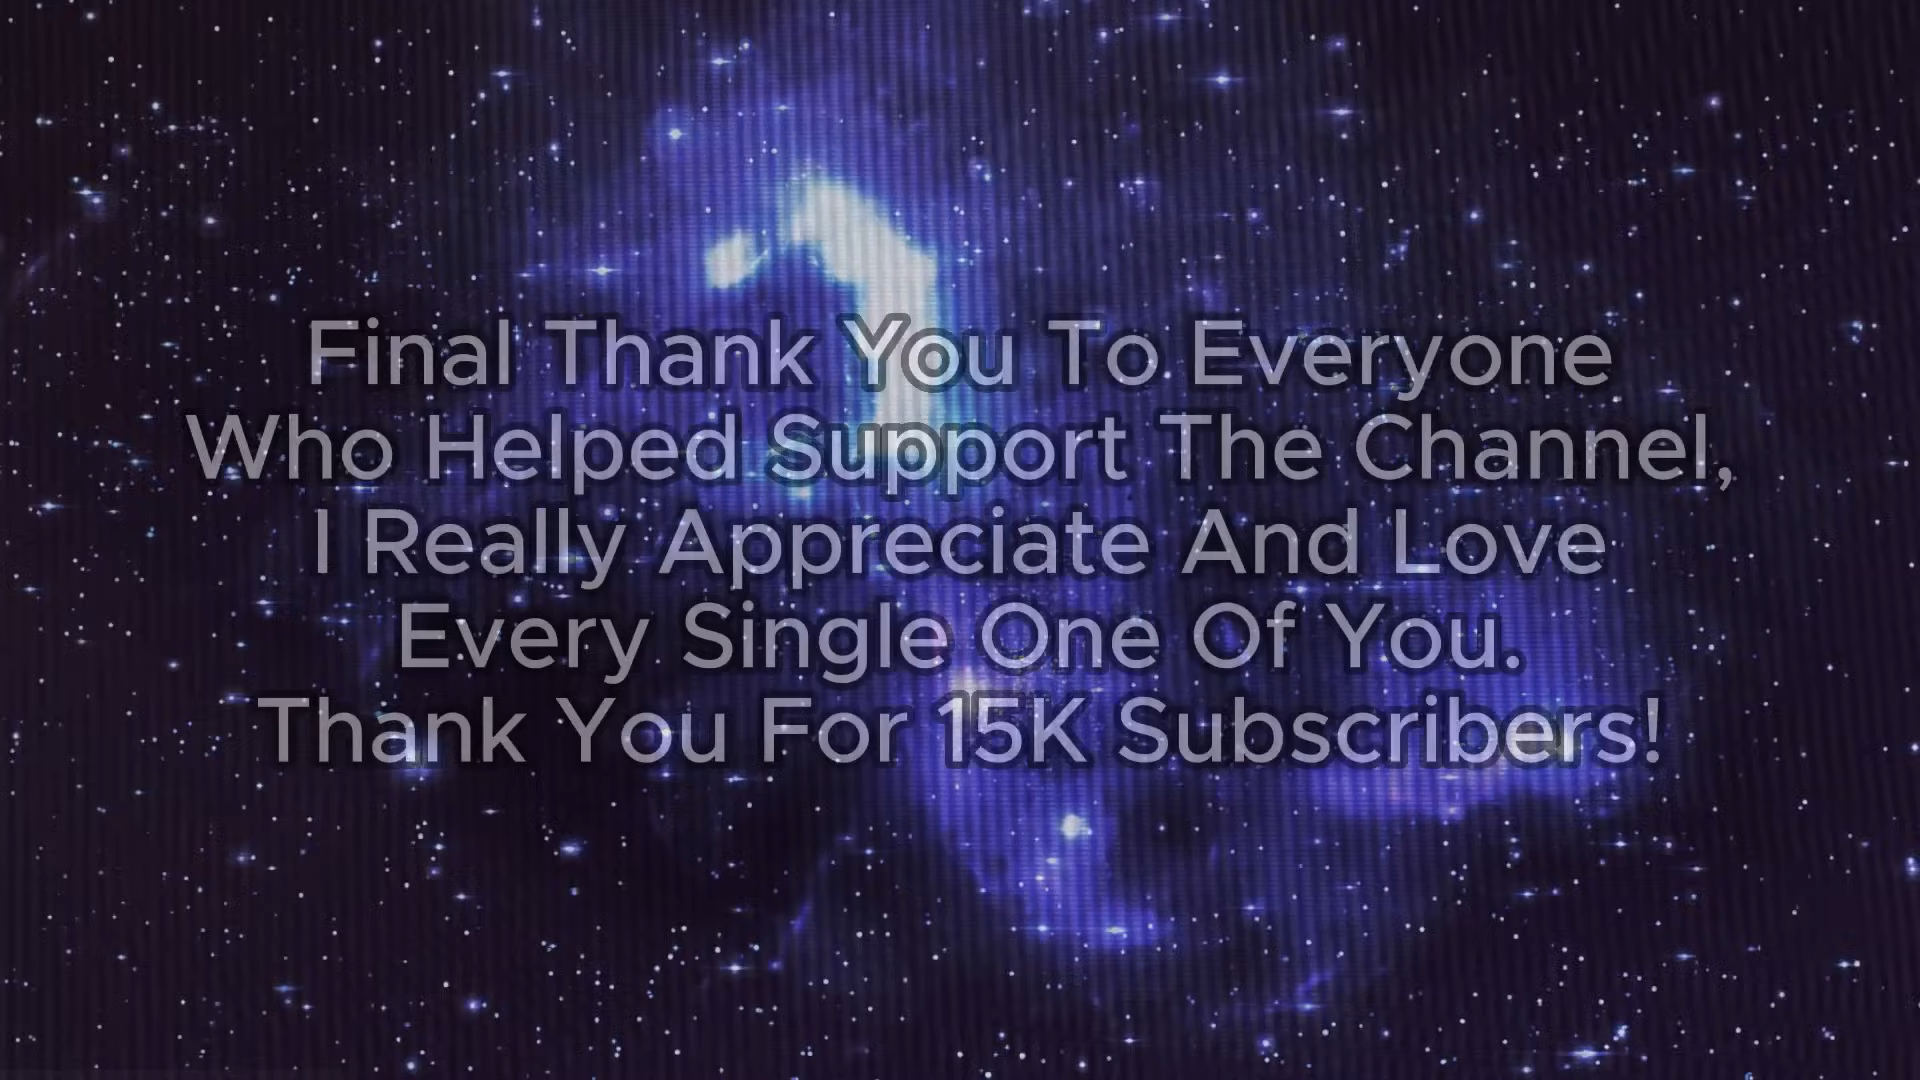 Final Thank You To Everyone
Who Helped Support The Channel,
I Really Appreciate And Love
Every Single One Of You.
Thank You For 15K Subscribers!